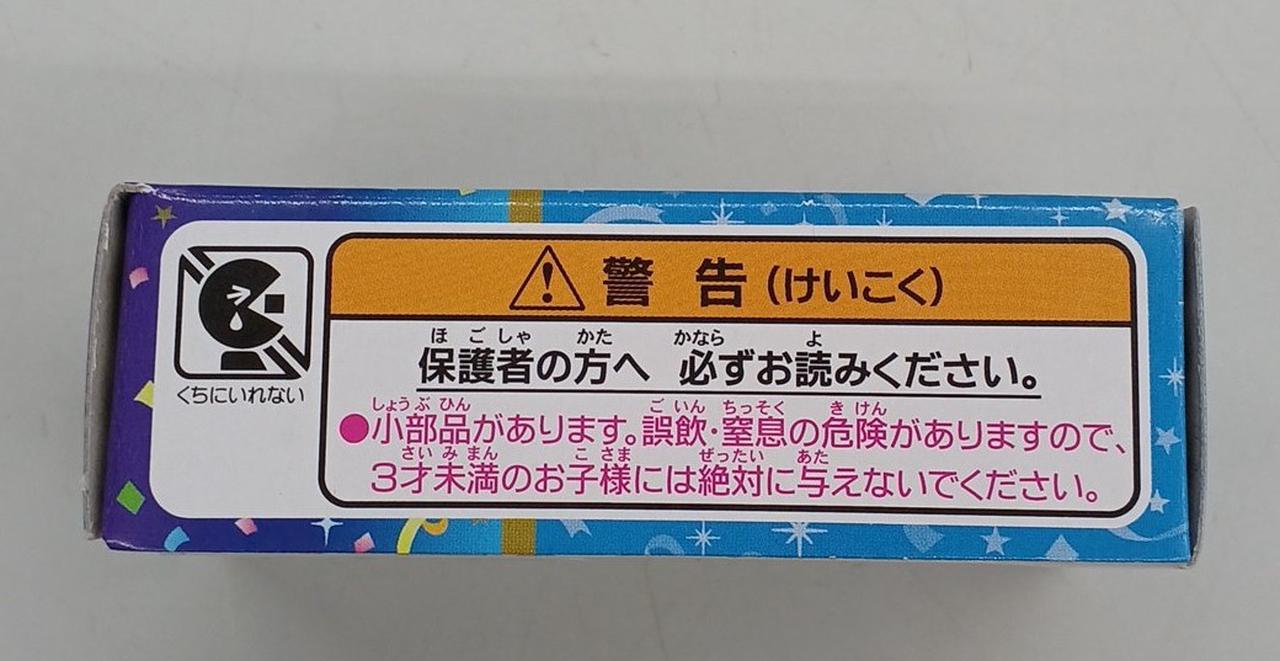 くちにいれない
警 告 (けいこく)
ほ ご しゃ かた かなら よ
保護者の方へ 必ずお読みください。
しょう ぶ ひん ご いん ちっそく き けん
●小部品があります。誤飲・窒息の危険がありますので、
さい み まん こ さま ぜったい あた
3才未満のお子様には絶対に与えないでください。